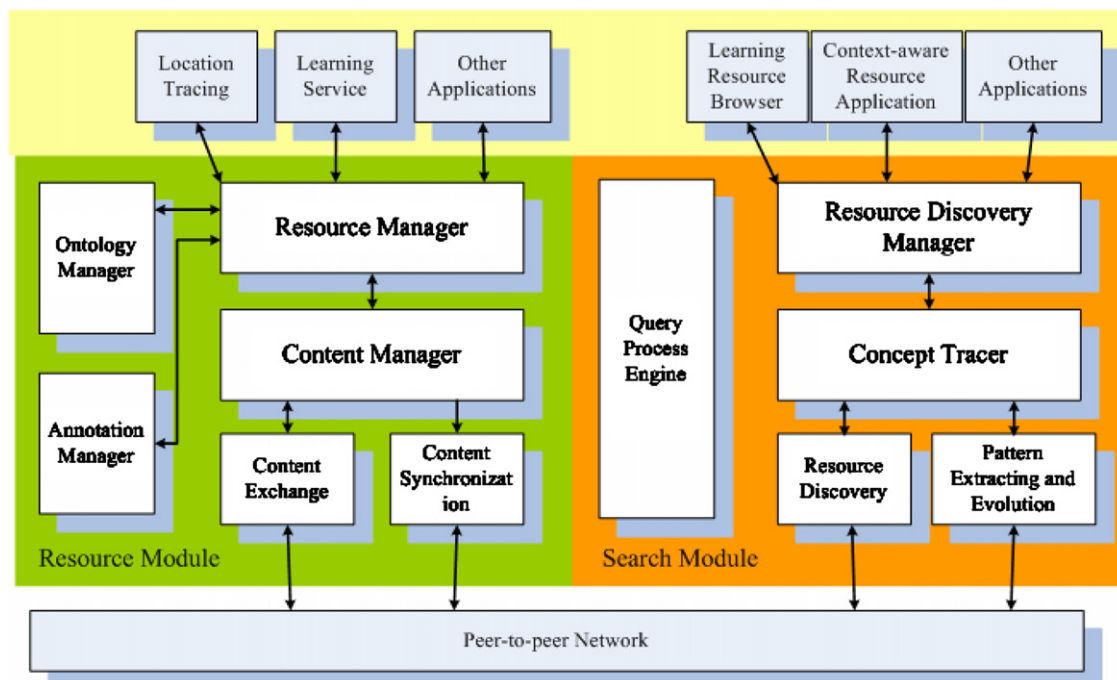 Location
Tracing
Learning
Service
Other
Applications
Learning
Resource
Browser
Context-aware
Resource
Application
Other
Applications
Ontology
Manager
Resource Manager
Content Manager
Annotation
Manager
Content
Exchange
Content
Synchronizat
ion
Resource Module
Query
Process
Engine
Resource Discovery
Manager
Concept Tracer
Resource
Discovery
Pattern
Extracting and
Evolution
Search Module
Peer-to-peer Network